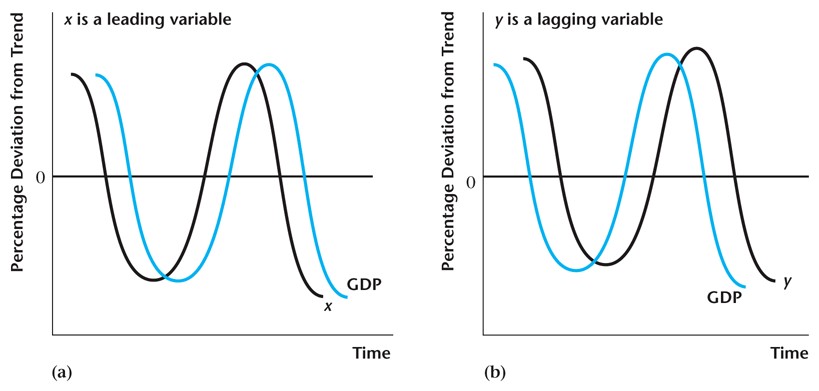 Percentage Deviation from Trend
x is a leading variable
0
GDP
x
Time
(a)
Percentage Deviation from Trend
y is a lagging variable
0
y
GDP
Time
(b)